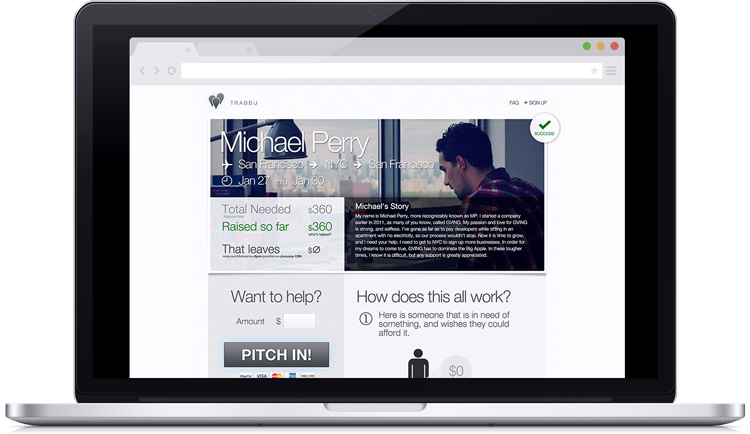 TRABBU
FAQ + SIGN UP
Michael Perry
San Francisco → NYC → San Francisco
Jan 27 thru Jan 30
SUCCESS!
Total Needed $360
Approximate
Raised so far $360
who's helped?
That leaves $Ø
Michael's Story
My name is Michael Perry, more recognizably known as MP. I started a company
earlier in 2011, as many of you know, called GVING. My passion and love for GVING
is strong, and selfless. I've gone as far as to pay developers while sitting in an
apartment with no electricity, so our process wouldn't stop. Now it is time to grow,
and I need your help. I need to get to NYC to sign up more businesses. In order for
my dreams to come true, GVING has to dominate the Big Apple. In these tougher
times, I know it is difficult, but any support is greatly appreciated.
Want to help?
Amount $
PITCH IN!
PayPal VISA
How does this all work?
1 Here is someone that is in need of
something, and wishes they could
afford it.
$0